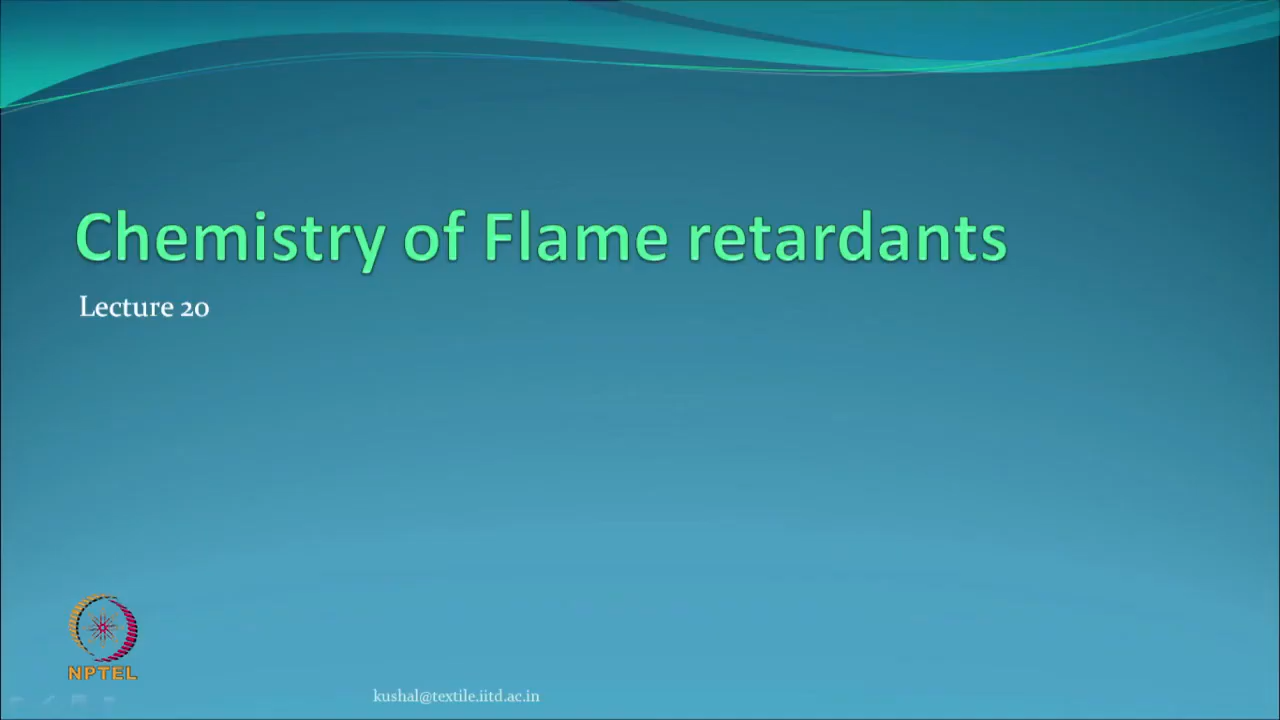 Chemistry of Flame retardants
Lecture 20
NPTEL
kushal@textile.iitd.ac.in